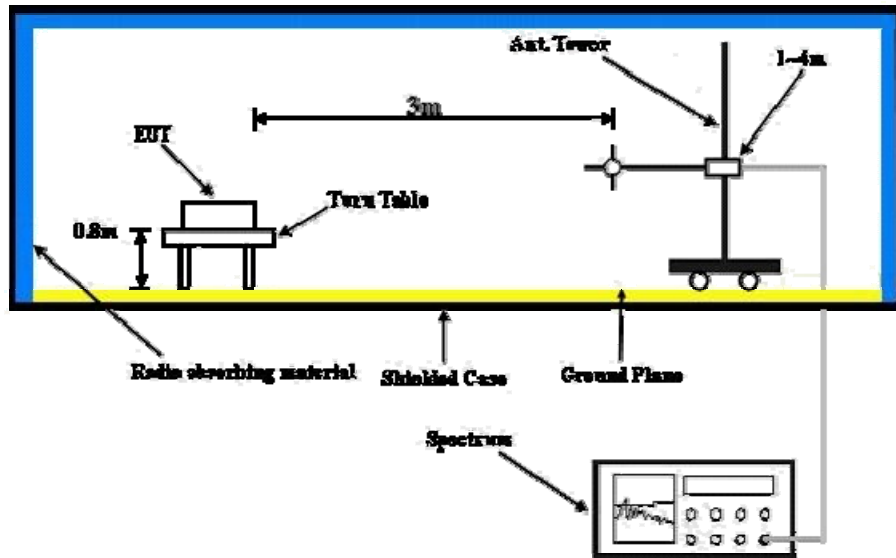 Ant. Tower
1~4m
3m
EUT
Turn Table
0.8m
Radio absorbing material
Shielded Case
Ground Plane
Spectrum